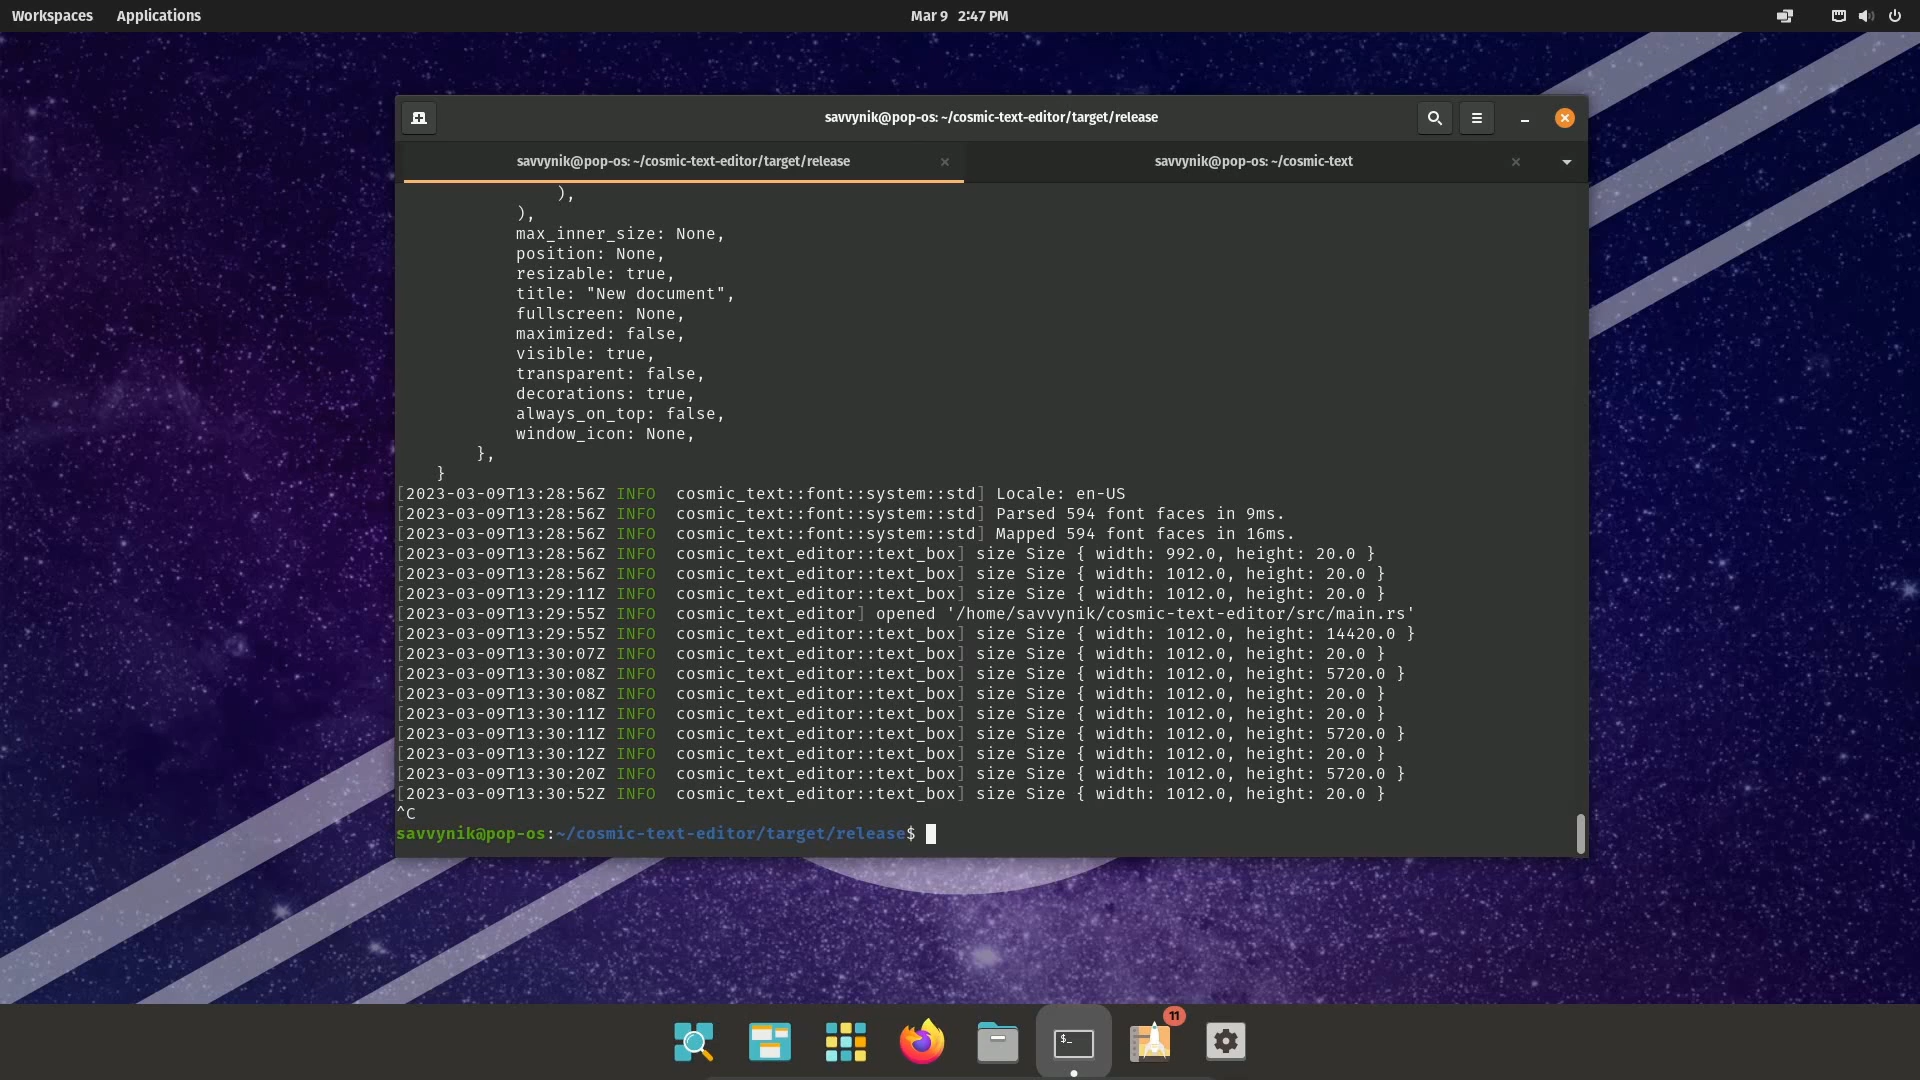 Workspaces Applications Mar 9 2:47 PM
savvynik@pop-os: ~/cosmic-text-editor/target/release
savvynik@pop-os: ~/cosmic-text-editor/target/release savvynik@pop-os: ~/cosmic-text
),
),
max_inner_size: None,
position: None,
resizable: true,
title: "New document",
fullscreen: None,
maximized: false,
visible: true,
transparent: false,
decorations: true,
always_on_top: false,
window_icon: None,
},
}
[2023-03-09T13:28:56Z INFO  cosmic_text::font::system::std] Locale: en-US
[2023-03-09T13:28:56Z INFO  cosmic_text::font::system::std] Parsed 594 font faces in 9ms.
[2023-03-09T13:28:56Z INFO  cosmic_text::font::system::std] Mapped 594 font faces in 16ms.
[2023-03-09T13:28:56Z INFO  cosmic_text_editor::text_box] size Size { width: 992.0, height: 20.0 }
[2023-03-09T13:28:56Z INFO  cosmic_text_editor::text_box] size Size { width: 1012.0, height: 20.0 }
[2023-03-09T13:29:11Z INFO  cosmic_text_editor::text_box] size Size { width: 1012.0, height: 20.0 }
[2023-03-09T13:29:55Z INFO  cosmic_text_editor] opened '/home/savvynik/cosmic-text-editor/src/main.rs'
[2023-03-09T13:29:55Z INFO  cosmic_text_editor::text_box] size Size { width: 1012.0, height: 14420.0 }
[2023-03-09T13:30:07Z INFO  cosmic_text_editor::text_box] size Size { width: 1012.0, height: 20.0 }
[2023-03-09T13:30:08Z INFO  cosmic_text_editor::text_box] size Size { width: 1012.0, height: 5720.0 }
[2023-03-09T13:30:08Z INFO  cosmic_text_editor::text_box] size Size { width: 1012.0, height: 20.0 }
[2023-03-09T13:30:11Z INFO  cosmic_text_editor::text_box] size Size { width: 1012.0, height: 20.0 }
[2023-03-09T13:30:11Z INFO  cosmic_text_editor::text_box] size Size { width: 1012.0, height: 5720.0 }
[2023-03-09T13:30:12Z INFO  cosmic_text_editor::text_box] size Size { width: 1012.0, height: 20.0 }
[2023-03-09T13:30:20Z INFO  cosmic_text_editor::text_box] size Size { width: 1012.0, height: 5720.0 }
[2023-03-09T13:30:52Z INFO  cosmic_text_editor::text_box] size Size { width: 1012.0, height: 20.0 }
^C
savvynik@pop-os:~/cosmic-text-editor/target/release$
$_ 11